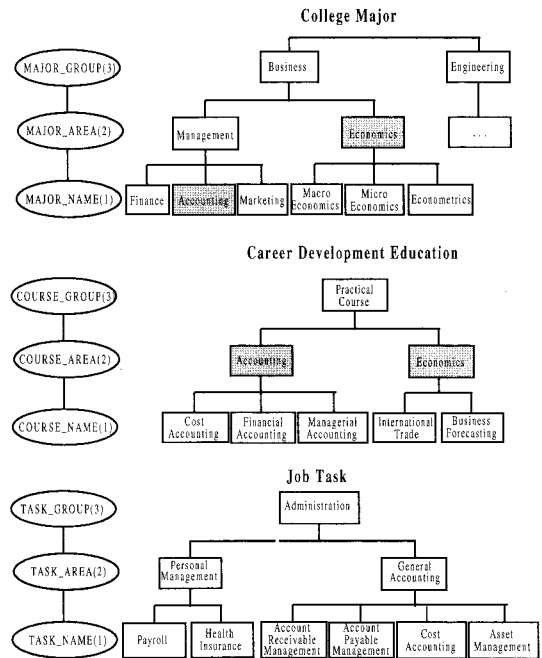 College Major
MAJOR_GROUP(3)
Business
Engineering
MAJOR_AREA(2)
Management
Economics
...
MAJOR_NAME(1)
Finance
Accounting
Marketing
Macro
Economics
Micro
Economics
Econometrics
Career Development Education
COURSE_GROUP(3)
Practical
Course
COURSE_AREA(2)
Accounting
Economics
COURSE_NAME(1)
Cost
Accounting
Financial
Accounting
Managerial
Accounting
International
Trade
Business
Forecasting
Job Task
TASK_GROUP(3)
Administration
TASK_AREA(2)
Personal
Management
General
Accounting
TASK_NAME(1)
Payroll
Health
Insurance
Account
Receivable
Management
Account
Payable
Management
Cost
Accounting
Asset
Management